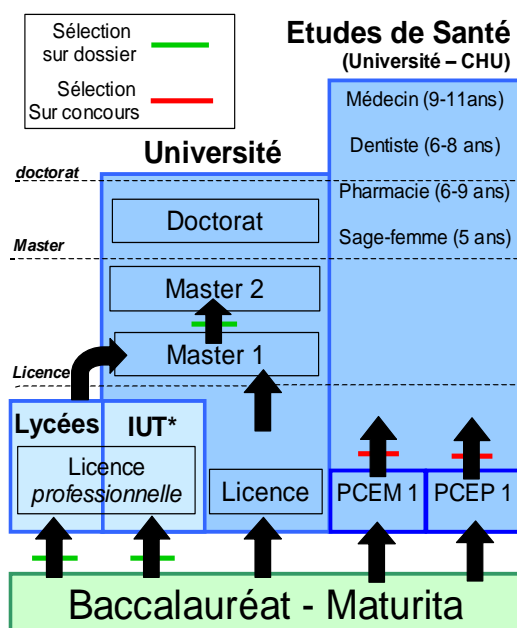 Sélection
sur dossier
Sélection
Sur concours
Etudes de Santé
(Université – CHU)
Médecin (9-11ans)
Dentiste (6-8 ans)
Pharmacie (6-9 ans)
Sage-femme (5 ans)
Université
doctorat
Doctorat
Master
Master 2
Master 1
Licence
Lycées
IUT*
Licence
professionnelle
Licence
PCEM 1
PCEP 1
Baccalauréat - Maturita